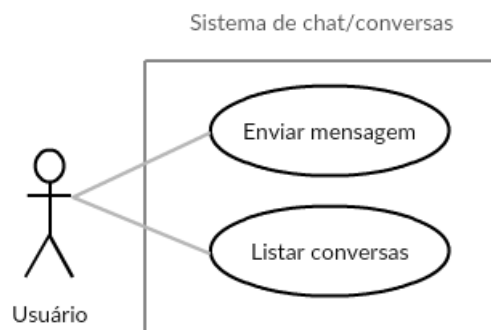 Sistema de chat/conversas
Enviar mensagem
Listar conversas
Usuário